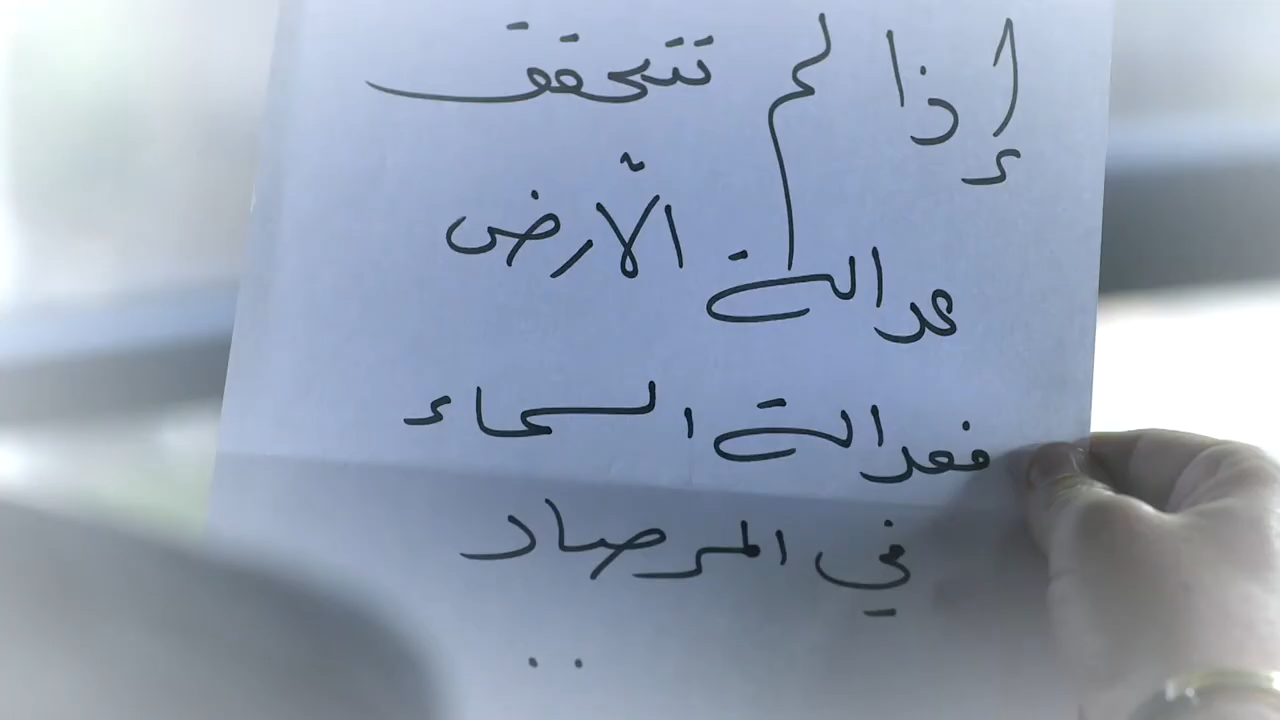 إذا لم تتحقق
عدالة الأرض
فعدالة السماء
في المرصاد
..